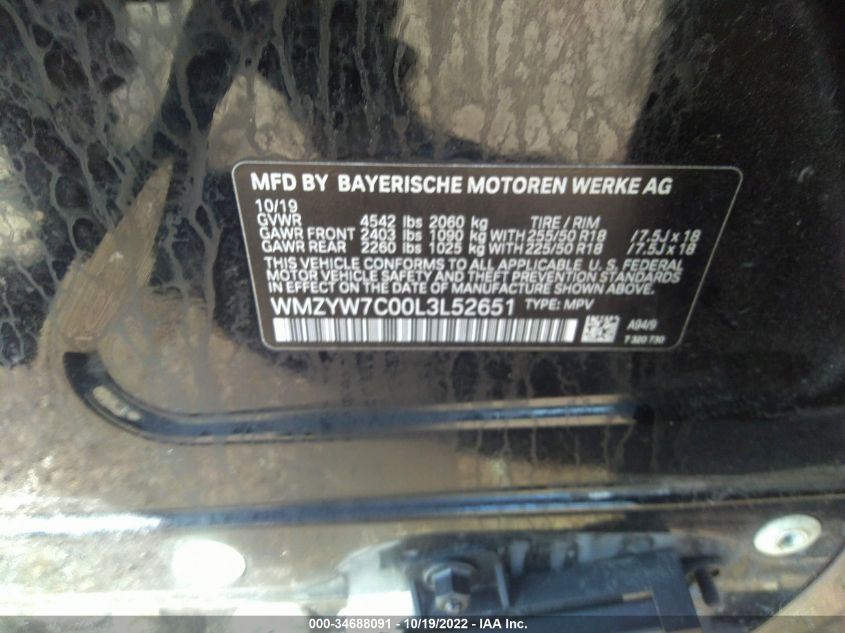 MFD BY BAYERISCHE MOTOREN WERKE AG
10/19
GVWR 4542 lbs 2060 kg TIRE / RIM
GAWR FRONT 2403 lbs 1090 kg WITH 225/50 R18 /7.5J x 18
GAWR REAR 2260 lbs 1025 kg WITH 225/50 R18 /7.5J x 18
THIS VEHICLE CONFORMS TO ALL APPLICABLE U.S. FEDERAL
MOTOR VEHICLE SAFETY AND THEFT PREVENTION STANDARDS
IN EFFECT ON THE DATE OF MANUFACTURE SHOWN ABOVE.
WMZYW7C00L3L52651 TYPE: MPV
A94/9
7 320 730
000-34688091 - 10/19/2022 - IAA Inc.